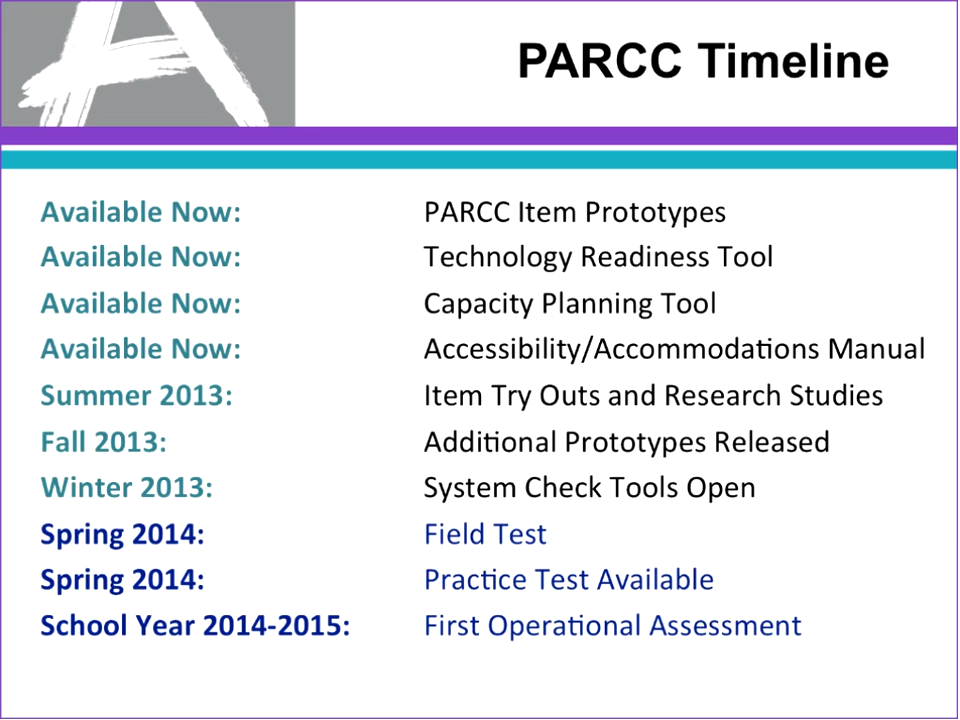 PARCC Timeline
Available Now: PARCC Item Prototypes
Available Now: Technology Readiness Tool
Available Now: Capacity Planning Tool
Available Now: Accessibility/Accommodations Manual
Summer 2013: Item Try Outs and Research Studies
Fall 2013: Additional Prototypes Released
Winter 2013: System Check Tools Open
Spring 2014: Field Test
Spring 2014: Practice Test Available
School Year 2014-2015: First Operational Assessment